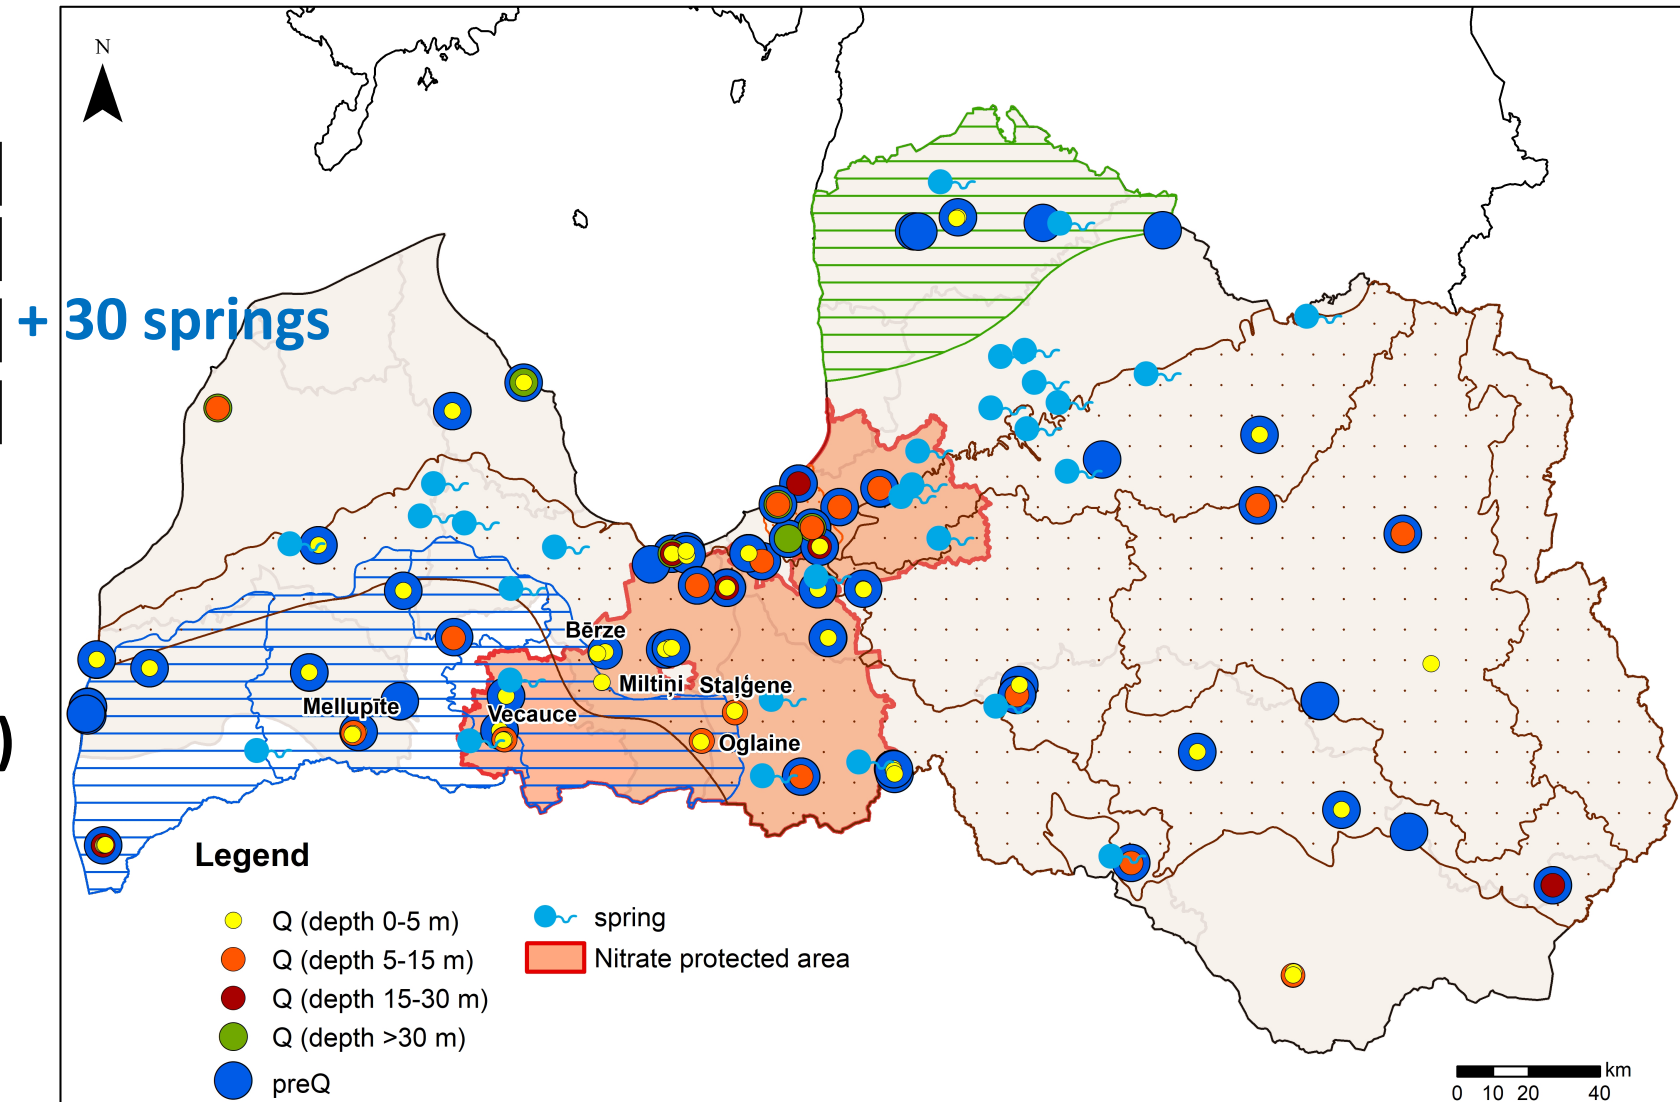 N
+ 30 springs
Bērze
Miltiņi
Staļģene
Mellupīte
Vecauce
Oglaine
)
Legend
Q (depth 0-5 m)
Q (depth 5-15 m)
Q (depth 15-30 m)
Q (depth >30 m)
preQ
spring
Nitrate protected area
km
0 10 20 40